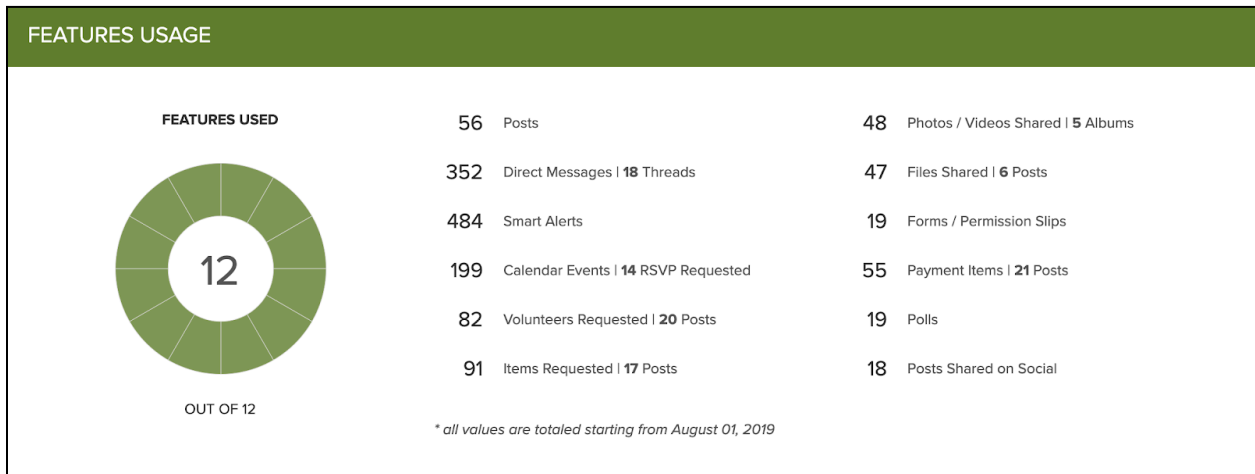 FEATURES USAGE
FEATURES USED
12
OUT OF 12
56 Posts
352 Direct Messages | 18 Threads
484 Smart Alerts
199 Calendar Events | 14 RSVP Requested
82 Volunteers Requested | 20 Posts
91 Items Requested | 17 Posts
48 Photos / Videos Shared | 5 Albums
47 Files Shared | 6 Posts
19 Forms / Permission Slips
55 Payment Items | 21 Posts
19 Polls
18 Posts Shared on Social
* all values are totaled starting from August 01, 2019